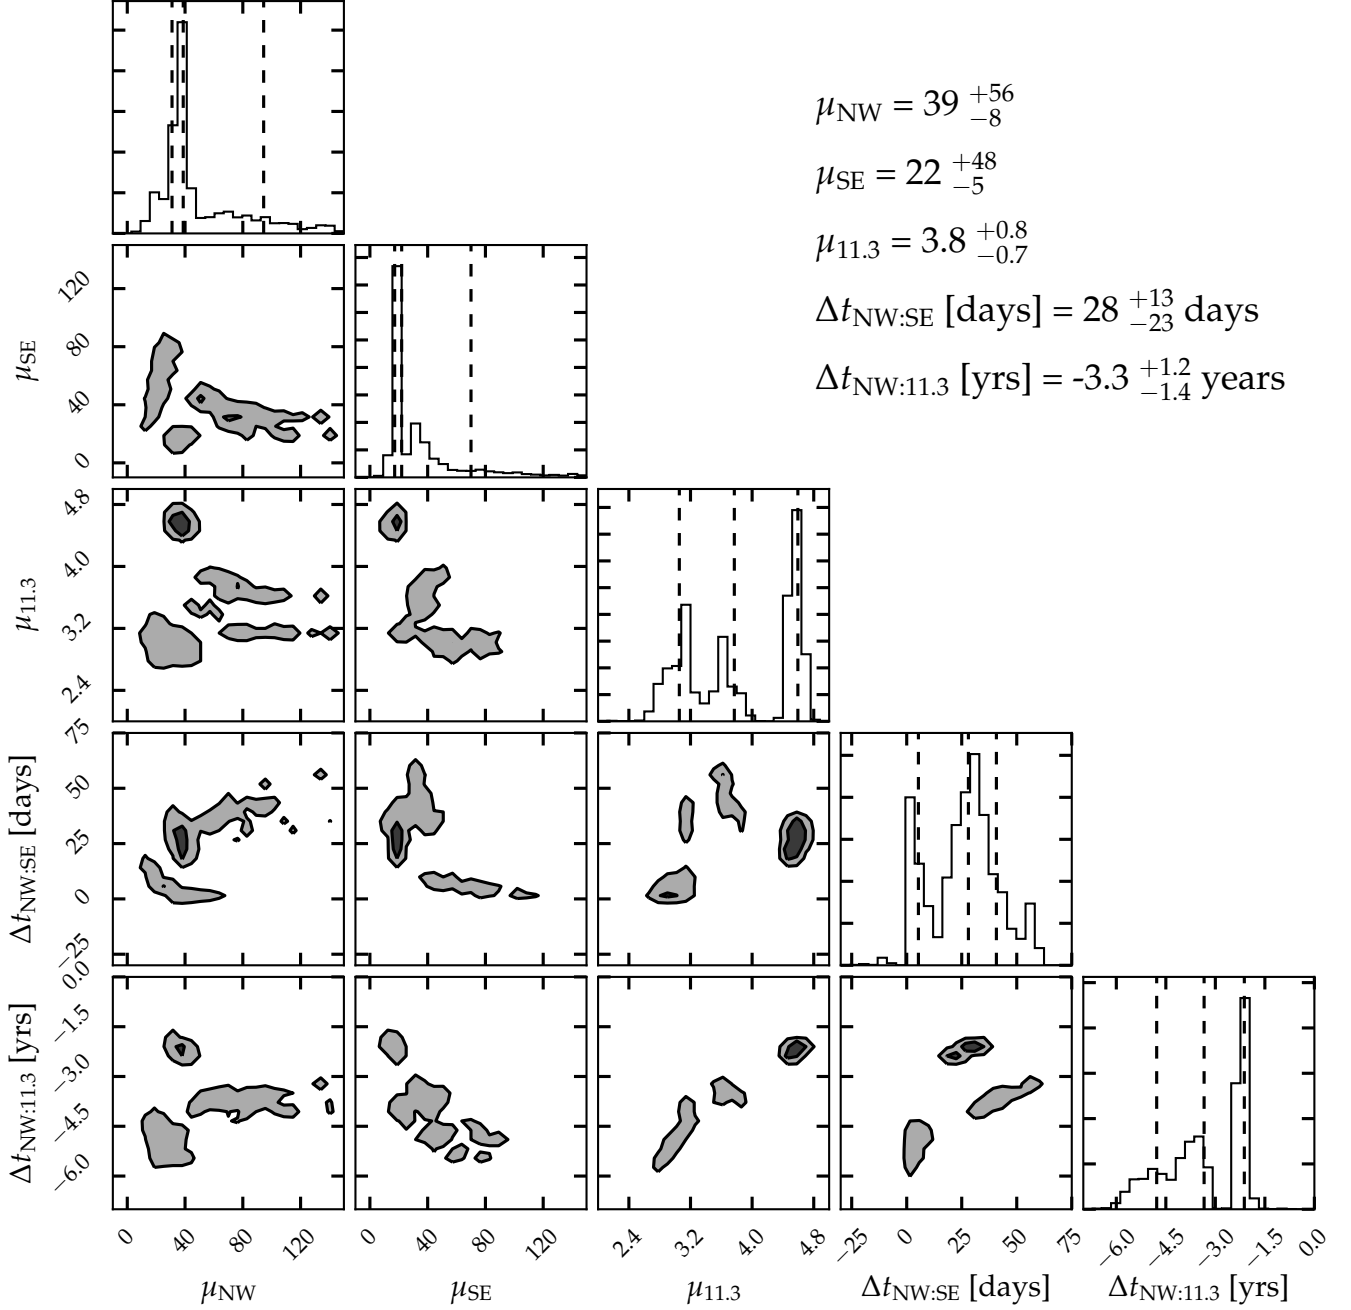 μNW = 39 +56 −8
μSE = 22 +48 −5
μ11.3 = 3.8 +0.8 −0.7
ΔtNW:SE [days] = 28 +13 −23 days
ΔtNW:11.3 [yrs] = -3.3 +1.2 −1.4 years
120
80
40
0
μSE
4.8
4.0
3.2
2.4
μ11.3
75
50
25
0
−25
ΔtNW:SE [days]
0.0
−1.5
−3.0
−4.5
−6.0
ΔtNW:11.3 [yrs]
0 40 80 120
0 40 80 120
2.4 3.2 4.0 4.8
−25 0 25 50 75
−6.0 −4.5 −3.0 −1.5 0.0
μNW
μSE
μ11.3
ΔtNW:SE [days]
ΔtNW:11.3 [yrs]